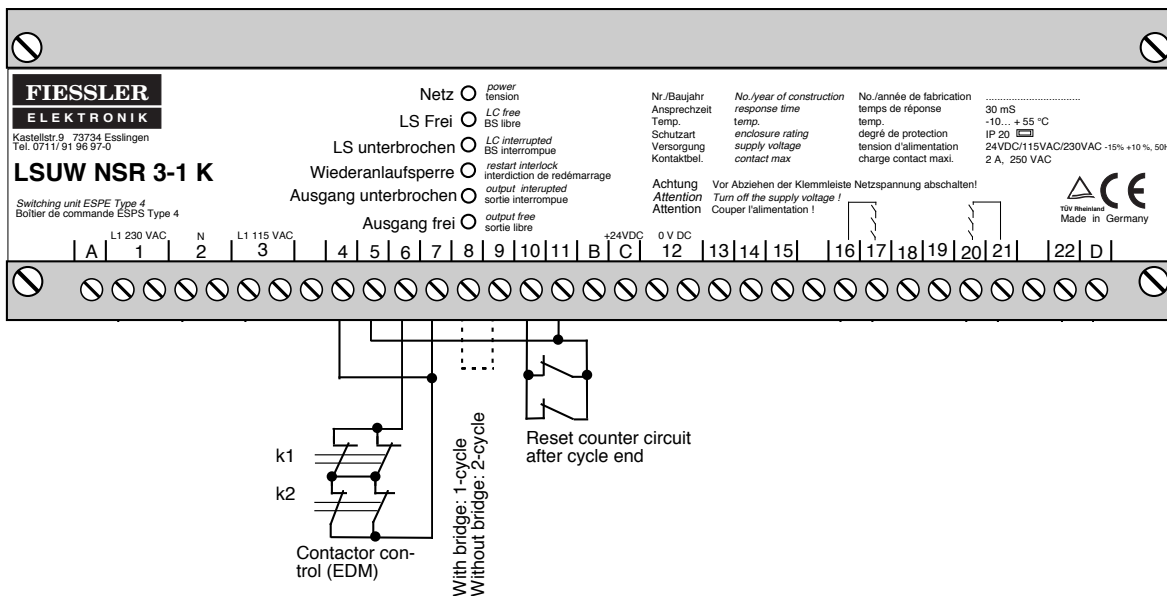 FIESSLER
ELEKTRONIK
Kastellstr.9 73734 Esslingen
Tel. 0711/ 91 96 97-0
LSUW NSR 3-1 K
Switching unit ESPE Type 4
Boîtier de commande ESPS Type 4
Netz power
tension
LS Frei LC free
BS libre
LS unterbrochen LC interrupted
BS interrompue
Wiederanlaufsperre restart interlock
interdiction de redémarrage
Ausgang unterbrochen output interupted
sortie interrompue
Ausgang frei output free
sortie libre
Nr./Baujahr No./year of construction No./année de fabrication ................................
Ansprechzeit response time temps de réponse 30 mS
Temp. temp. temp. -10... + 55 °C
Schutzart enclosure rating degré de protection IP 20
Versorgung supply voltage tension d'alimentation 24VDC/115VAC/230VAC -15% +10 %, 50H
Kontaktbel. contact max charge contact maxi. 2 A, 250 VAC
Achtung Vor Abziehen der Klemmleiste Netzspannung abschalten!
Attention Turn off the supply voltage !
Attention Couper l'alimentation !
TÜV Rheinland
CE
Made in Germany
L1 230 VAC N L1 115 VAC +24VDC 0 V DC
A 1 2 3 4 5 6 7 8 9 10 11 B C 12 13 14 15 16 17 18 19 20 21 22 D
k1
k2
Contactor con-
trol (EDM)
With bridge: 1-cycle
Without bridge: 2-cycle
Reset counter circuit
after cycle end